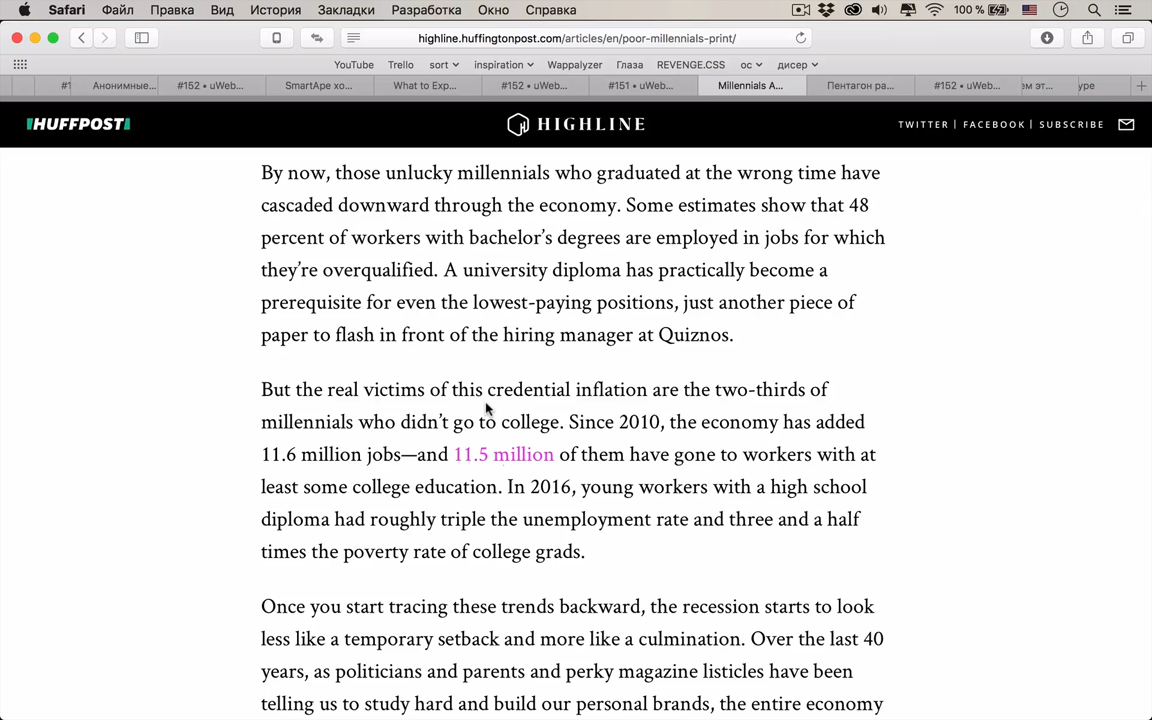 Safari Файл Правка Вид История Закладки Разработка Окно Справка 100 %
highline.huffingtonpost.com/articles/en/poor-millennials-print/
YouTube Trello sort inspiration Wappalyzer Глаза REVENGE.CSS ос дисер
#1 Анонимные... #152 • uWeb... SmartApe хо... What to Exp... #152 • uWeb... #151 • uWeb... Millennials A... Пентагон ра... #152 • uWeb... ем эт... ype
HUFFPOST HIGHLINE TWITTER | FACEBOOK | SUBSCRIBE
By now, those unlucky millennials who graduated at the wrong time have
cascaded downward through the economy. Some estimates show that 48
percent of workers with bachelor’s degrees are employed in jobs for which
they’re overqualified. A university diploma has practically become a
prerequisite for even the lowest-paying positions, just another piece of
paper to flash in front of the hiring manager at Quiznos.
But the real victims of this credential inflation are the two-thirds of
millennials who didn’t go to college. Since 2010, the economy has added
11.6 million jobs—and 11.5 million of them have gone to workers with at
least some college education. In 2016, young workers with a high school
diploma had roughly triple the unemployment rate and three and a half
times the poverty rate of college grads.
Once you start tracing these trends backward, the recession starts to look
less like a temporary setback and more like a culmination. Over the last 40
years, as politicians and parents and perky magazine listicles have been
telling us to study hard and build our personal brands, the entire economy